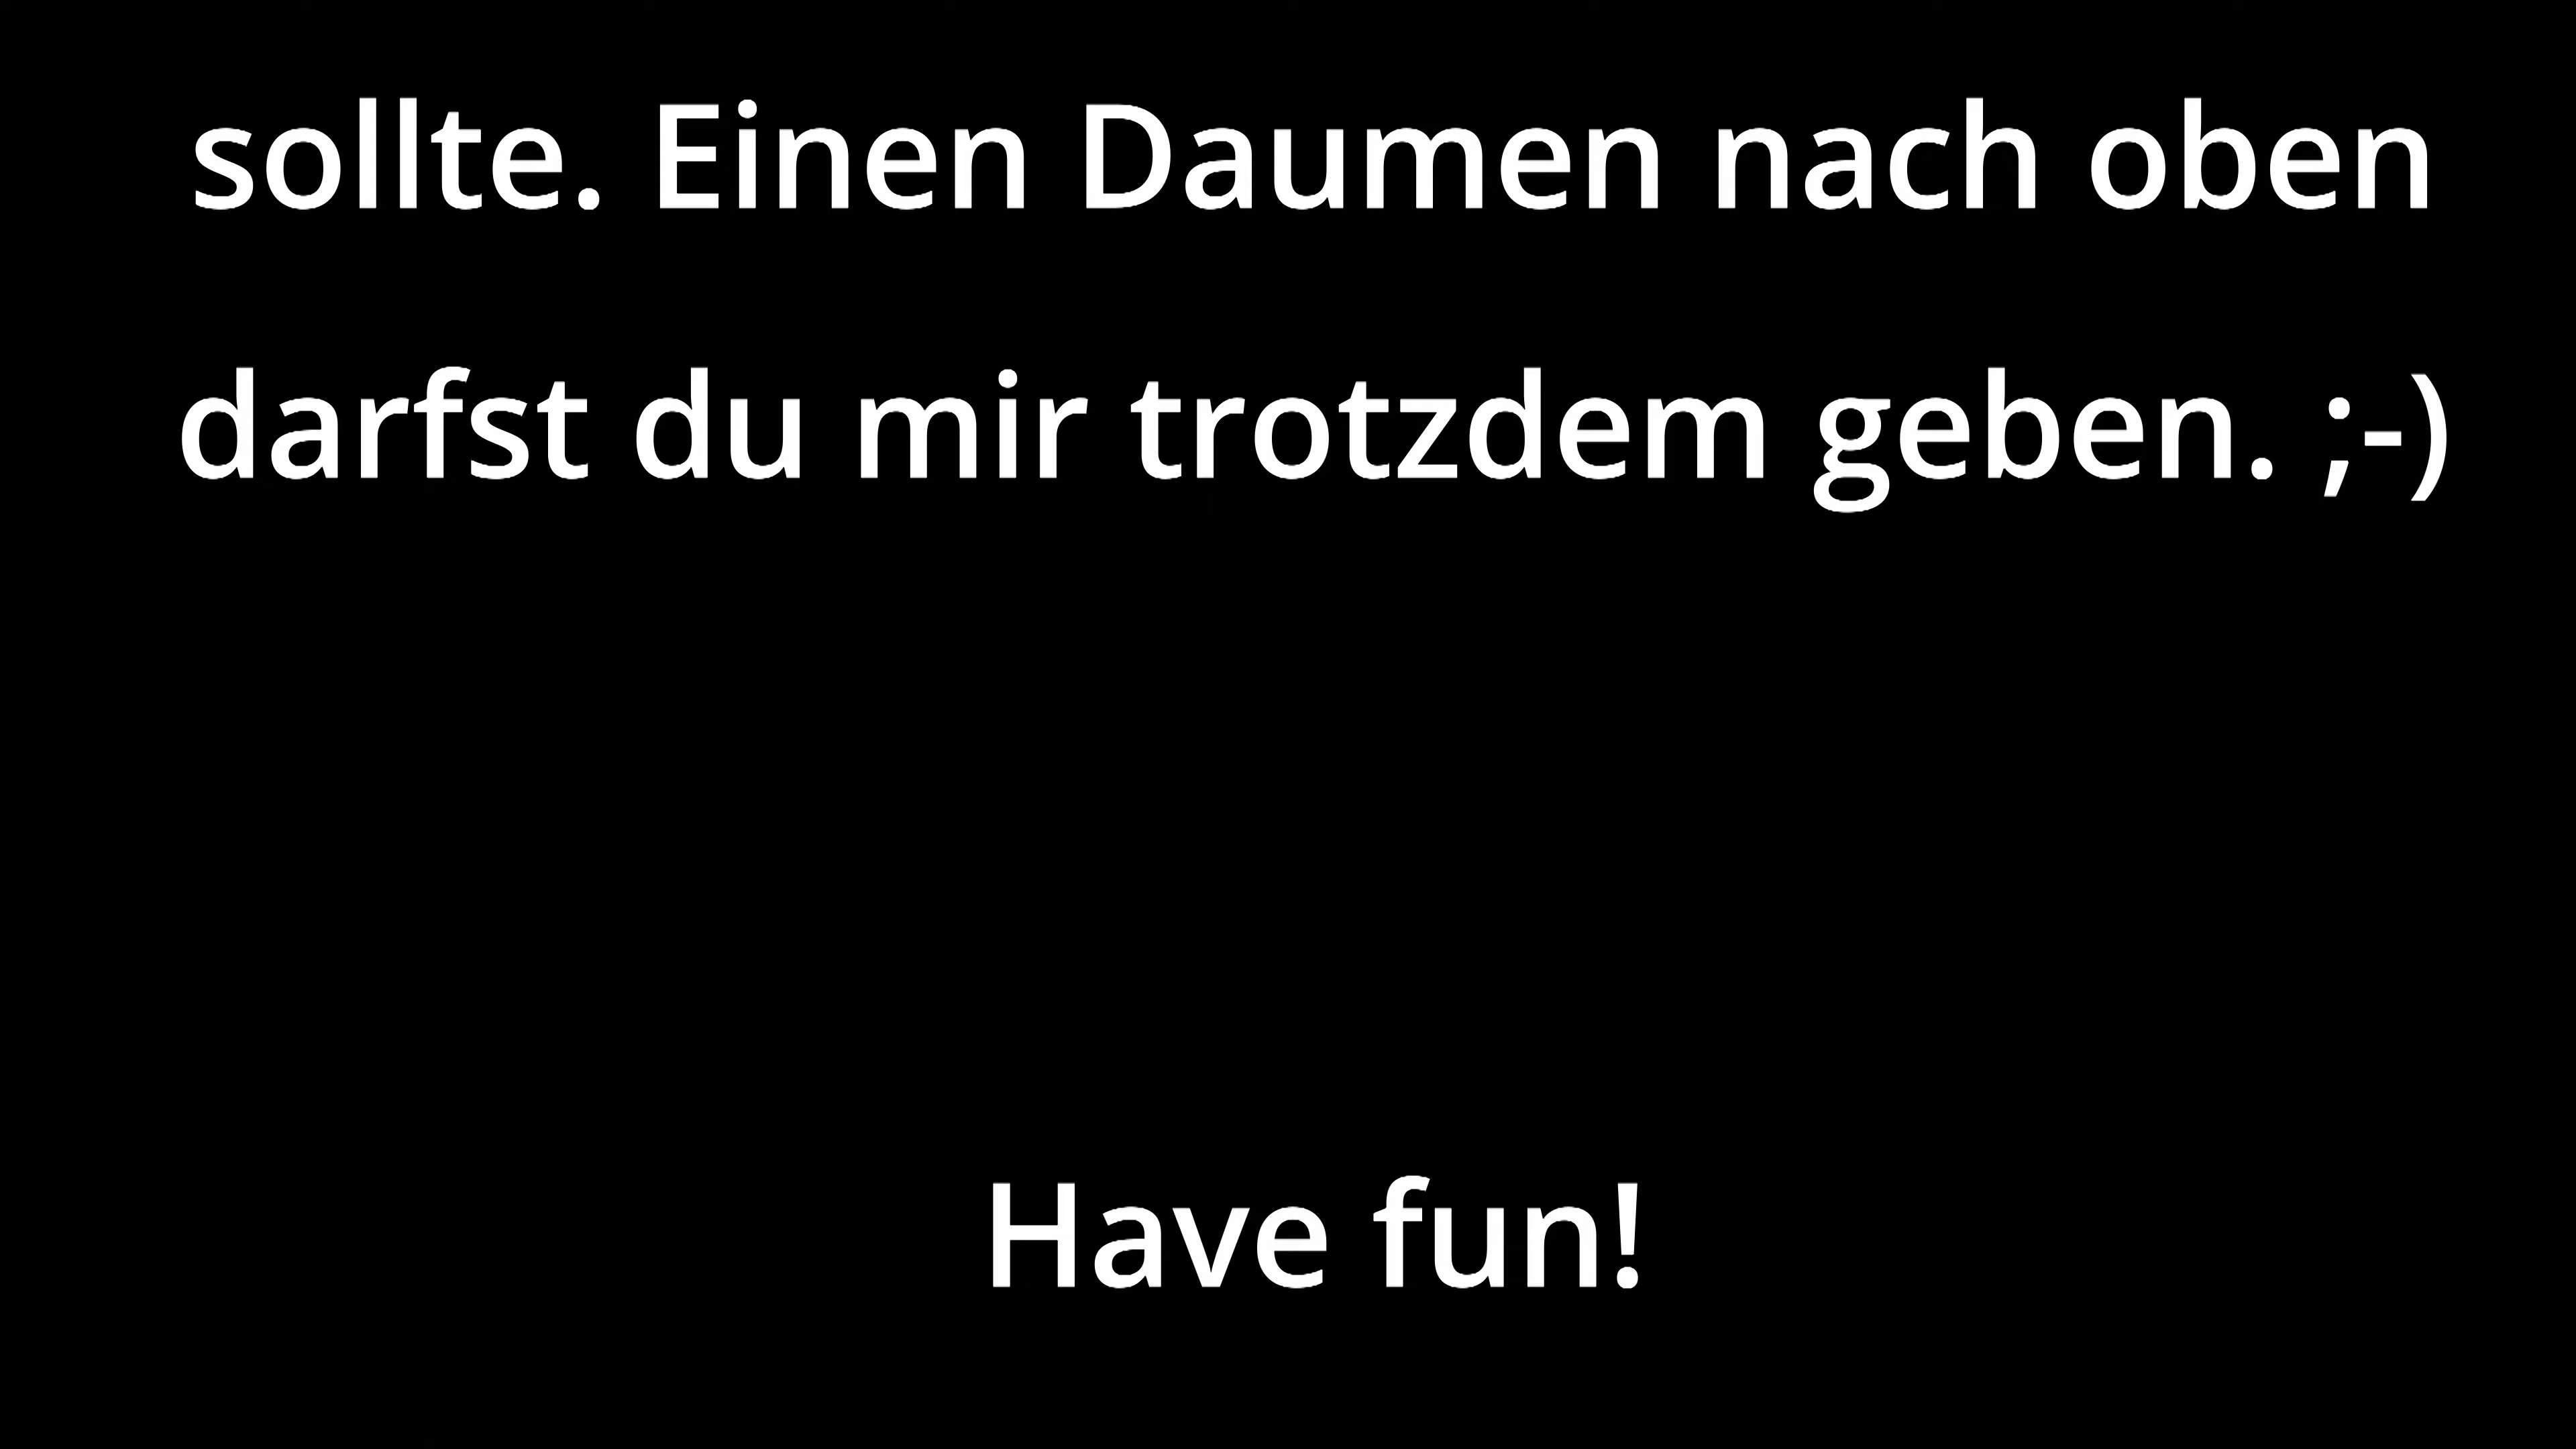 sollte. Einen Daumen nach oben
darfst du mir trotzdem geben. ;-)
Have fun!